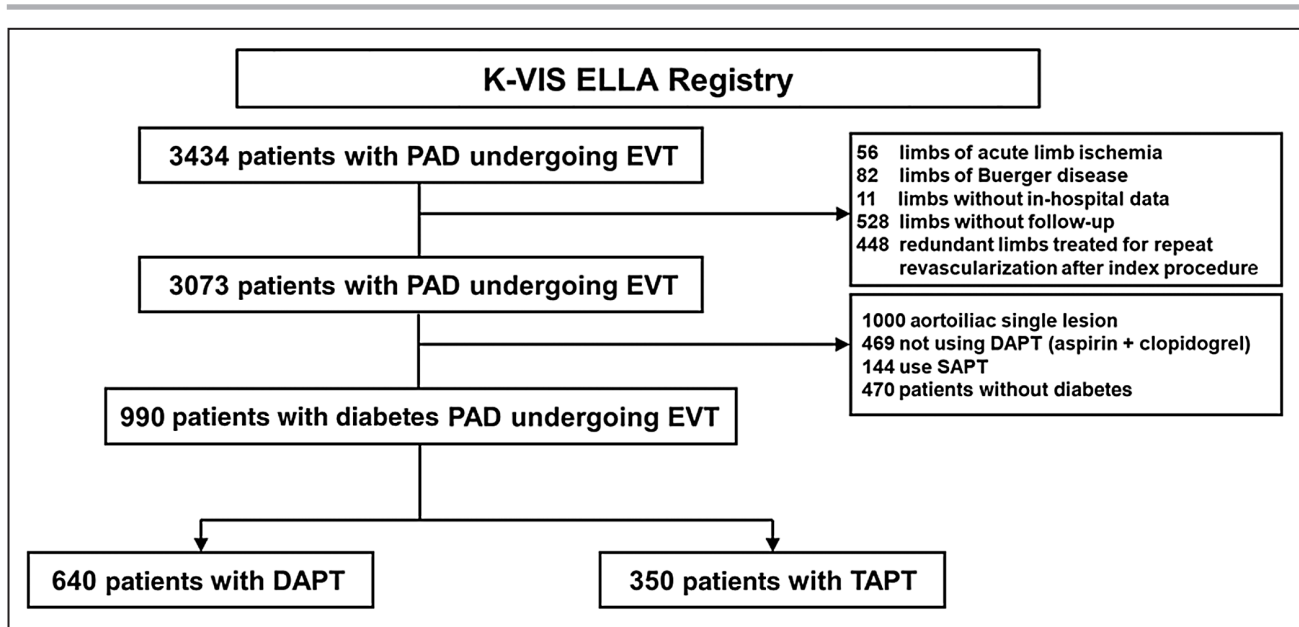 K-VIS ELLA Registry
3434 patients with PAD undergoing EVT
56 limbs of acute limb ischemia
82 limbs of Buerger disease
11 limbs without in-hospital data
528 limbs without follow-up
448 redundant limbs treated for repeat
revascularization after index procedure
3073 patients with PAD undergoing EVT
1000 aortoiliac single lesion
469 not using DAPT (aspirin + clopidogrel)
144 use SAPT
470 patients without diabetes
990 patients with diabetes PAD undergoing EVT
640 patients with DAPT
350 patients with TAPT